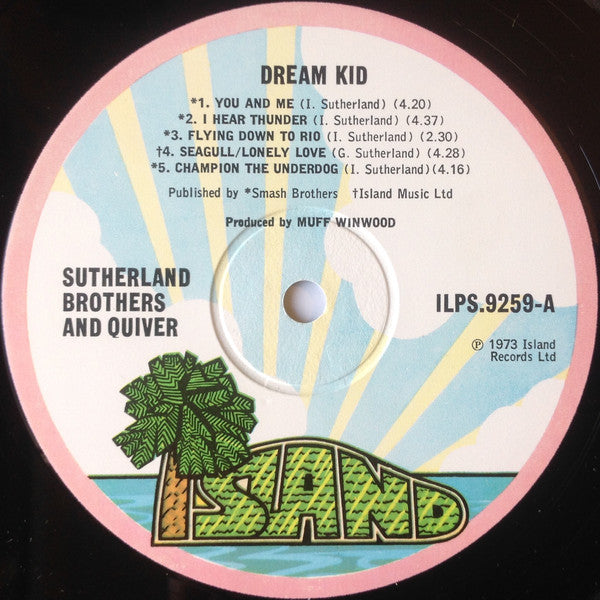 DREAM KID
*1. YOU AND ME (I. Sutherland) (4.20)
*2. I HEAR THUNDER (I. Sutherland) (4.37)
*3. FLYING DOWN TO RIO (I. Sutherland) (2.30)
†4. SEAGULL/LONELY LOVE (G. Sutherland) (4.28)
*5. CHAMPION THE UNDERDOG (I. Sutherland) (4.16)
Published by *Smash Brothers †Island Music Ltd
Produced by MUFF WINWOOD
SUTHERLAND
BROTHERS
AND QUIVER
ILPS.9259-A
℗ 1973 Island
Records Ltd
ISLAND